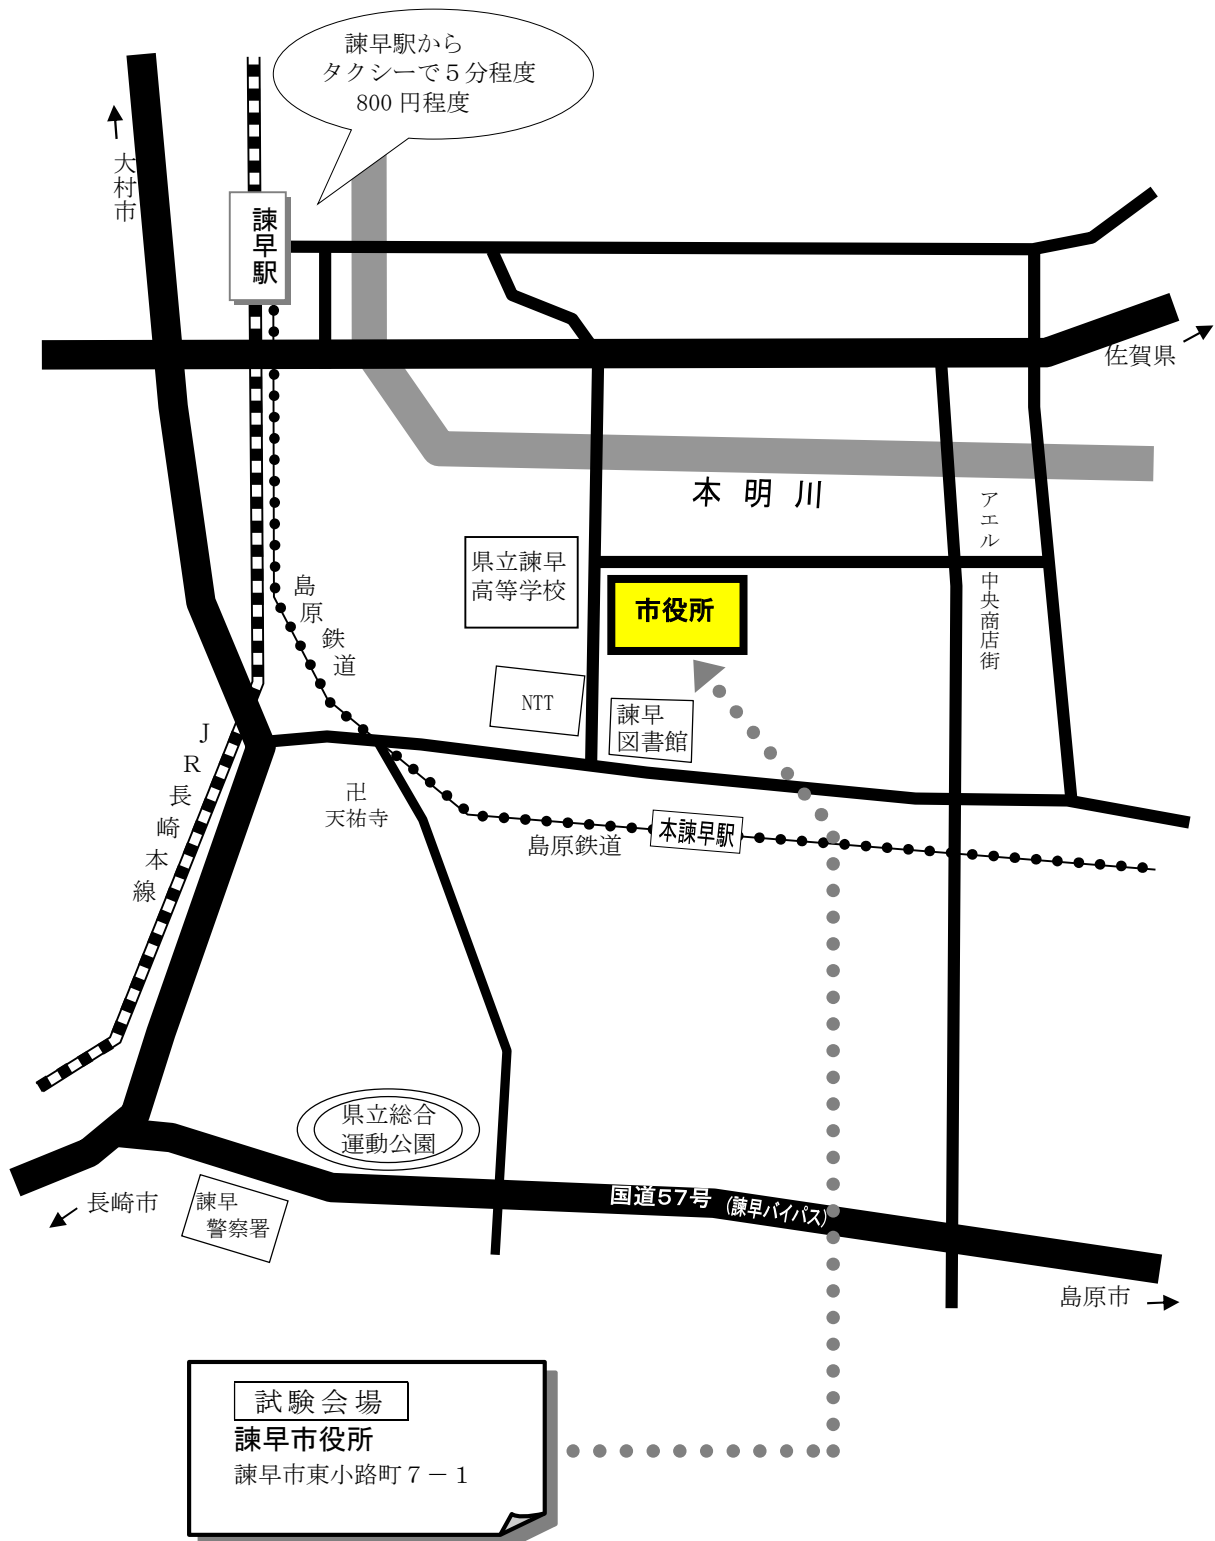 諫早駅から
タクシーで５分程度
800 円程度
大村市
諫早駅
佐賀県
本明川
アエル中央商店街
県立諫早
高等学校
市役所
島原鉄道
NTT
諫早
図書館
ＪＲ長崎本線
卍
天祐寺
島原鉄道
本諫早駅
県立総合
運動公園
長崎市
諫早
警察署
国道57号（諫早バイパス）
島原市
試験会場
諫早市役所
諫早市東小路町７－１